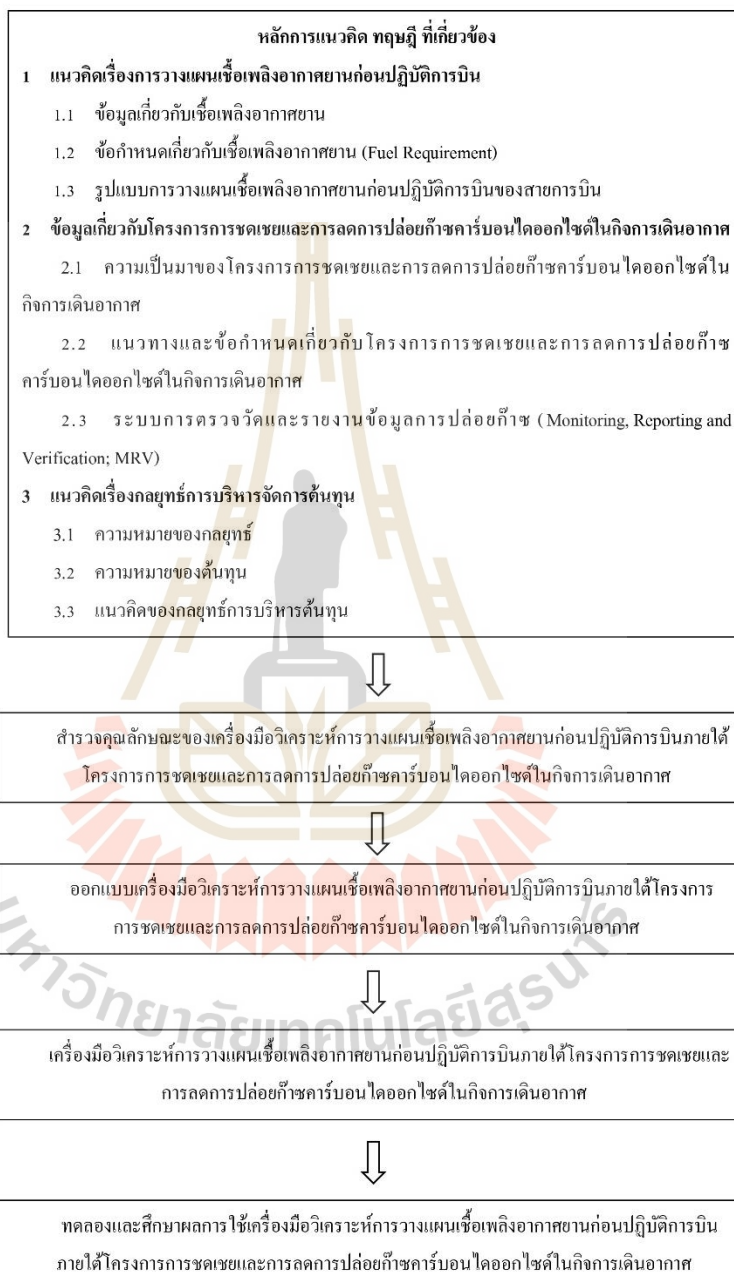 หลักการแนวคิด ทฤษฎี ที่เกี่ยวข้อง
1 แนวคิดเรื่องการวางแผนเชื้อเพลิงอากาศยานก่อนปฏิบัติการบิน
1.1 ข้อมูลเกี่ยวกับเชื้อเพลิงอากาศยาน
1.2 ข้อกำหนดเกี่ยวกับเชื้อเพลิงอากาศยาน (Fuel Requirement)
1.3 รูปแบบการวางแผนเชื้อเพลิงอากาศยานก่อนปฏิบัติการบินของสายการบิน
2 ข้อมูลเกี่ยวกับโครงการการชดเชยและการลดการปล่อยก๊าซคาร์บอนไดออกไซด์ในกิจการเดินอากาศ
2.1 ความเป็นมาของโครงการการชดเชยและการลดการปล่อยก๊าซคาร์บอนไดออกไซด์ใน
กิจการเดินอากาศ
2.2 แนวทางและข้อกำหนดเกี่ยวกับโครงการการชดเชยและการลดการปล่อยก๊าซ
คาร์บอนไดออกไซด์ในกิจการเดินอากาศ
2.3 ระบบการตรวจวัดและรายงานข้อมูลการปล่อยก๊าซ (Monitoring, Reporting and
Verification; MRV)
3 แนวคิดเรื่องกลยุทธ์การบริหารจัดการต้นทุน
3.1 ความหมายของกลยุทธ์
3.2 ความหมายของต้นทุน
3.3 แนวคิดของกลยุทธ์การบริหารต้นทุน
สำรวจคุณลักษณะของเครื่องมือวิเคราะห์การวางแผนเชื้อเพลิงอากาศยานก่อนปฏิบัติการบินภายใต้
โครงการการชดเชยและการลดการปล่อยก๊าซคาร์บอนไดออกไซด์ในกิจการเดินอากาศ
ออกแบบเครื่องมือวิเคราะห์การวางแผนเชื้อเพลิงอากาศยานก่อนปฏิบัติการบินภายใต้โครงการ
การชดเชยและการลดการปล่อยก๊าซคาร์บอนไดออกไซด์ในกิจการเดินอากาศ
มหาวิทยาลัยเทคโนโลยีสุรนารี
เครื่องมือวิเคราะห์การวางแผนเชื้อเพลิงอากาศยานก่อนปฏิบัติการบินภายใต้โครงการการชดเชยและ
การลดการปล่อยก๊าซคาร์บอนไดออกไซด์ในกิจการเดินอากาศ
ทดลองและศึกษาผลการใช้เครื่องมือวิเคราะห์การวางแผนเชื้อเพลิงอากาศยานก่อนปฏิบัติการบิน
ภายใต้โครงการการชดเชยและการลดการปล่อยก๊าซคาร์บอนไดออกไซด์ในกิจการเดินอากาศ